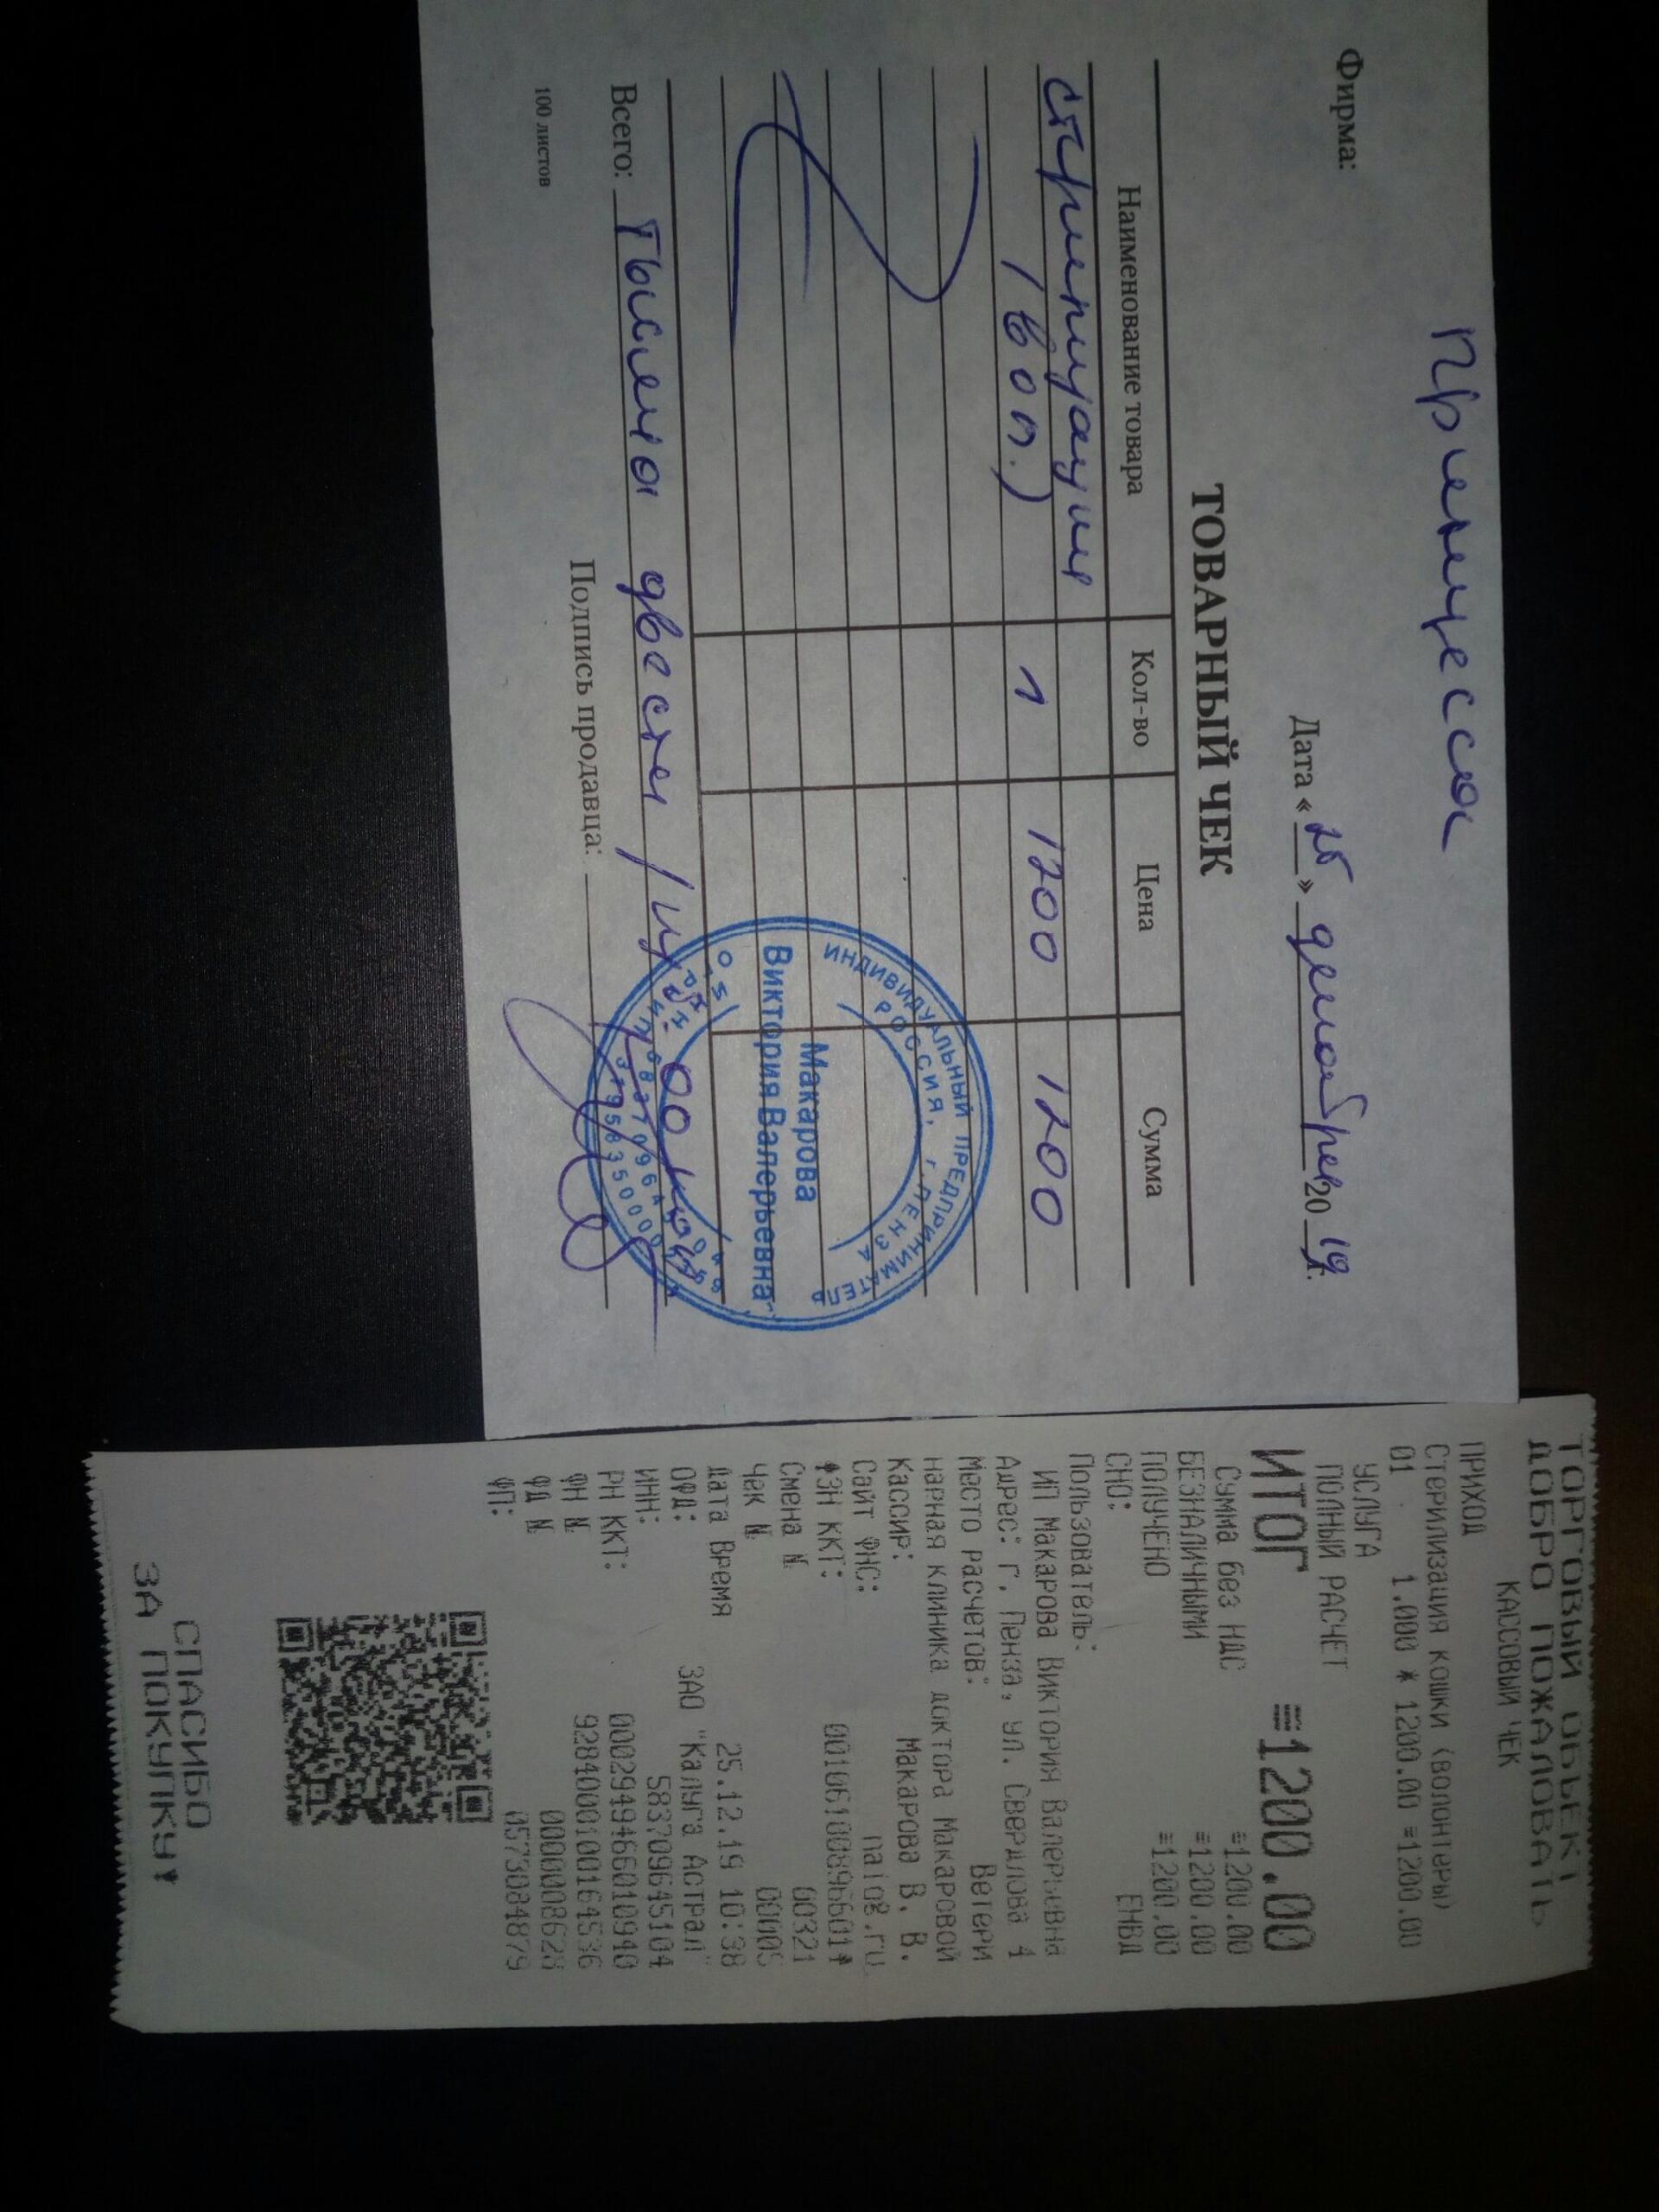 Принцесса
Фирма:
Дата « 25 » декабря 20 19 г.
ТОВАРНЫЙ ЧЕК
Наименование товара Кол-во Цена Сумма
стерилизация
(вол.) 1 1200 1200
ИНДИВИДУАЛЬНЫЙ ПРЕДПРИНИМАТЕЛЬ
РОССИЯ, г.ПЕНЗА
Макарова
Виктория Валерьевна
Всего: Тысяча двести 00 коп
Подпись продавца:
100 листов
ТОРГОВЫЙ ОБЪЕКТ
ДОБРО ПОЖАЛОВАТЬ
КАССОВЫЙ ЧЕК
ПРИХОД
Стерилизация кошки (волонтеры)
01 1.000 * 1200.00 =1200.00
УСЛУГА
ПОЛНЫЙ РАСЧЕТ
ИТОГ =1200.00
Сумма без НДС =1200.00
БЕЗНАЛИЧНЫМИ =1200.00
ПОЛУЧЕНО =1200.00
СНО: ЕНВД
Пользователь:
ИП Макарова Виктория Валерьевна
Адрес: г. Пенза, ул. Свердлова 4
Место расчетов: Ветери
нарная клиника доктора Макаровой
Кассир: Макарова В. В.
Сайт ФНС: nalog.ru
ЗН ККТ: 00106100896601
Смена N 00321
Чек N
Дата Время 25.12.19 10:38
ОФД: ЗАО "Калуга Астрал"
ИНН: 583709645104
РН ККТ: 0002949466010940
ФН N 9284000100164536
ФД N 0000008628
ФП: 0573084879
СПАСИБО
ЗА ПОКУПКУ!